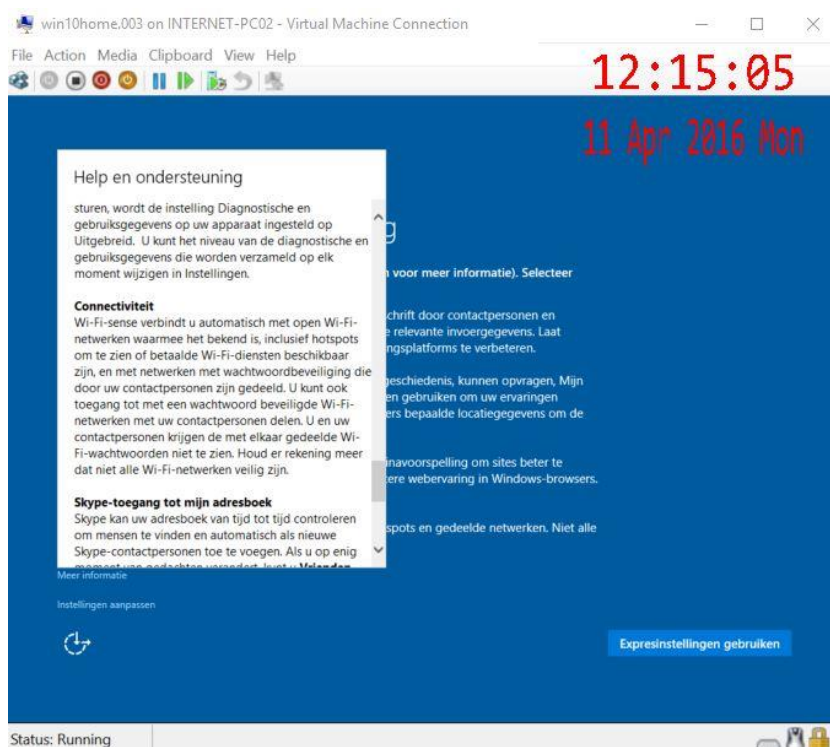 win10home.003 on INTERNET-PC02 - Virtual Machine Connection
File Action Media Clipboard View Help
12:15:05
11 Apr 2016 Mon
Help en ondersteuning
sturen, wordt de instelling Diagnostische en
gebruiksgegevens op uw apparaat ingesteld op
Uitgebreid. U kunt het niveau van de diagnostische en
gebruiksgegevens die worden verzameld op elk
moment wijzigen in Instellingen.
Connectiviteit
Wi-Fi-sense verbindt u automatisch met open Wi-Fi-
netwerken waarmee het bekend is, inclusief hotspots
om te zien of betaalde Wi-Fi-diensten beschikbaar
zijn, en met netwerken met wachtwoordbeveiliging die
door uw contactpersonen zijn gedeeld. U kunt ook
toegang tot met een wachtwoord beveiligde Wi-Fi-
netwerken met uw contactpersonen delen. U en uw
contactpersonen krijgen de met elkaar gedeelde Wi-
Fi-wachtwoorden niet te zien. Houd er rekening meer
dat niet alle Wi-Fi-netwerken veilig zijn.
Skype-toegang tot mijn adresboek
Skype kan uw adresboek van tijd tot tijd controleren
om mensen te vinden en automatisch als nieuwe
Skype-contactpersonen toe te voegen. Als u op enig
moment van gedachten verandert, kunt u Vrienden
g
voor meer informatie). Selecteer
chrift door contactpersonen en
e relevante invoergegevens. Laat
ngsplatforms te verbeteren.
eschiedenis, kunnen opvragen, Mijn
en gebruiken om uw ervaringen
ers bepaalde locatiegegevens om de
inavoorspelling om sites beter te
ere webervaring in Windows-browsers.
spots en gedeelde netwerken. Niet alle
Meer informatie
Instellingen aanpassen
Expresinstellingen gebruiken
Status: Running